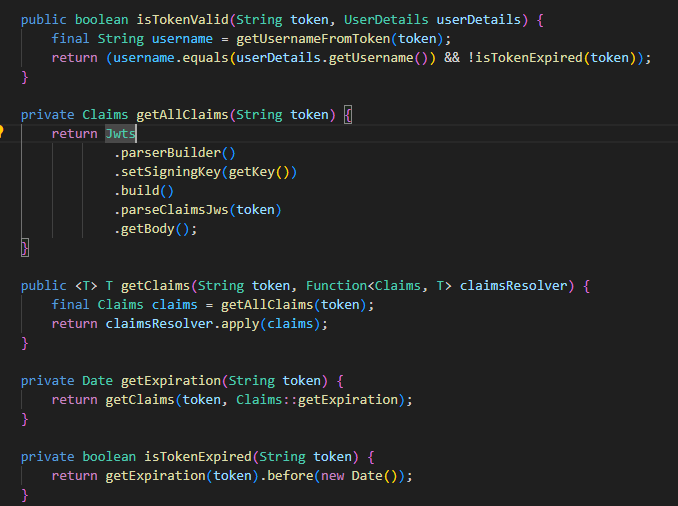 public boolean isTokenValid(String token, UserDetails userDetails) {
    final String username = getUsernameFromToken(token);
    return (username.equals(userDetails.getUsername()) && !isTokenExpired(token));
}

private Claims getAllClaims(String token) {
    return Jwts
            .parserBuilder()
            .setSigningKey(getKey())
            .build()
            .parseClaimsJws(token)
            .getBody();
}

public <T> T getClaims(String token, Function<Claims, T> claimsResolver) {
    final Claims claims = getAllClaims(token);
    return claimsResolver.apply(claims);
}

private Date getExpiration(String token) {
    return getClaims(token, Claims::getExpiration);
}

private boolean isTokenExpired(String token) {
    return getExpiration(token).before(new Date());
}